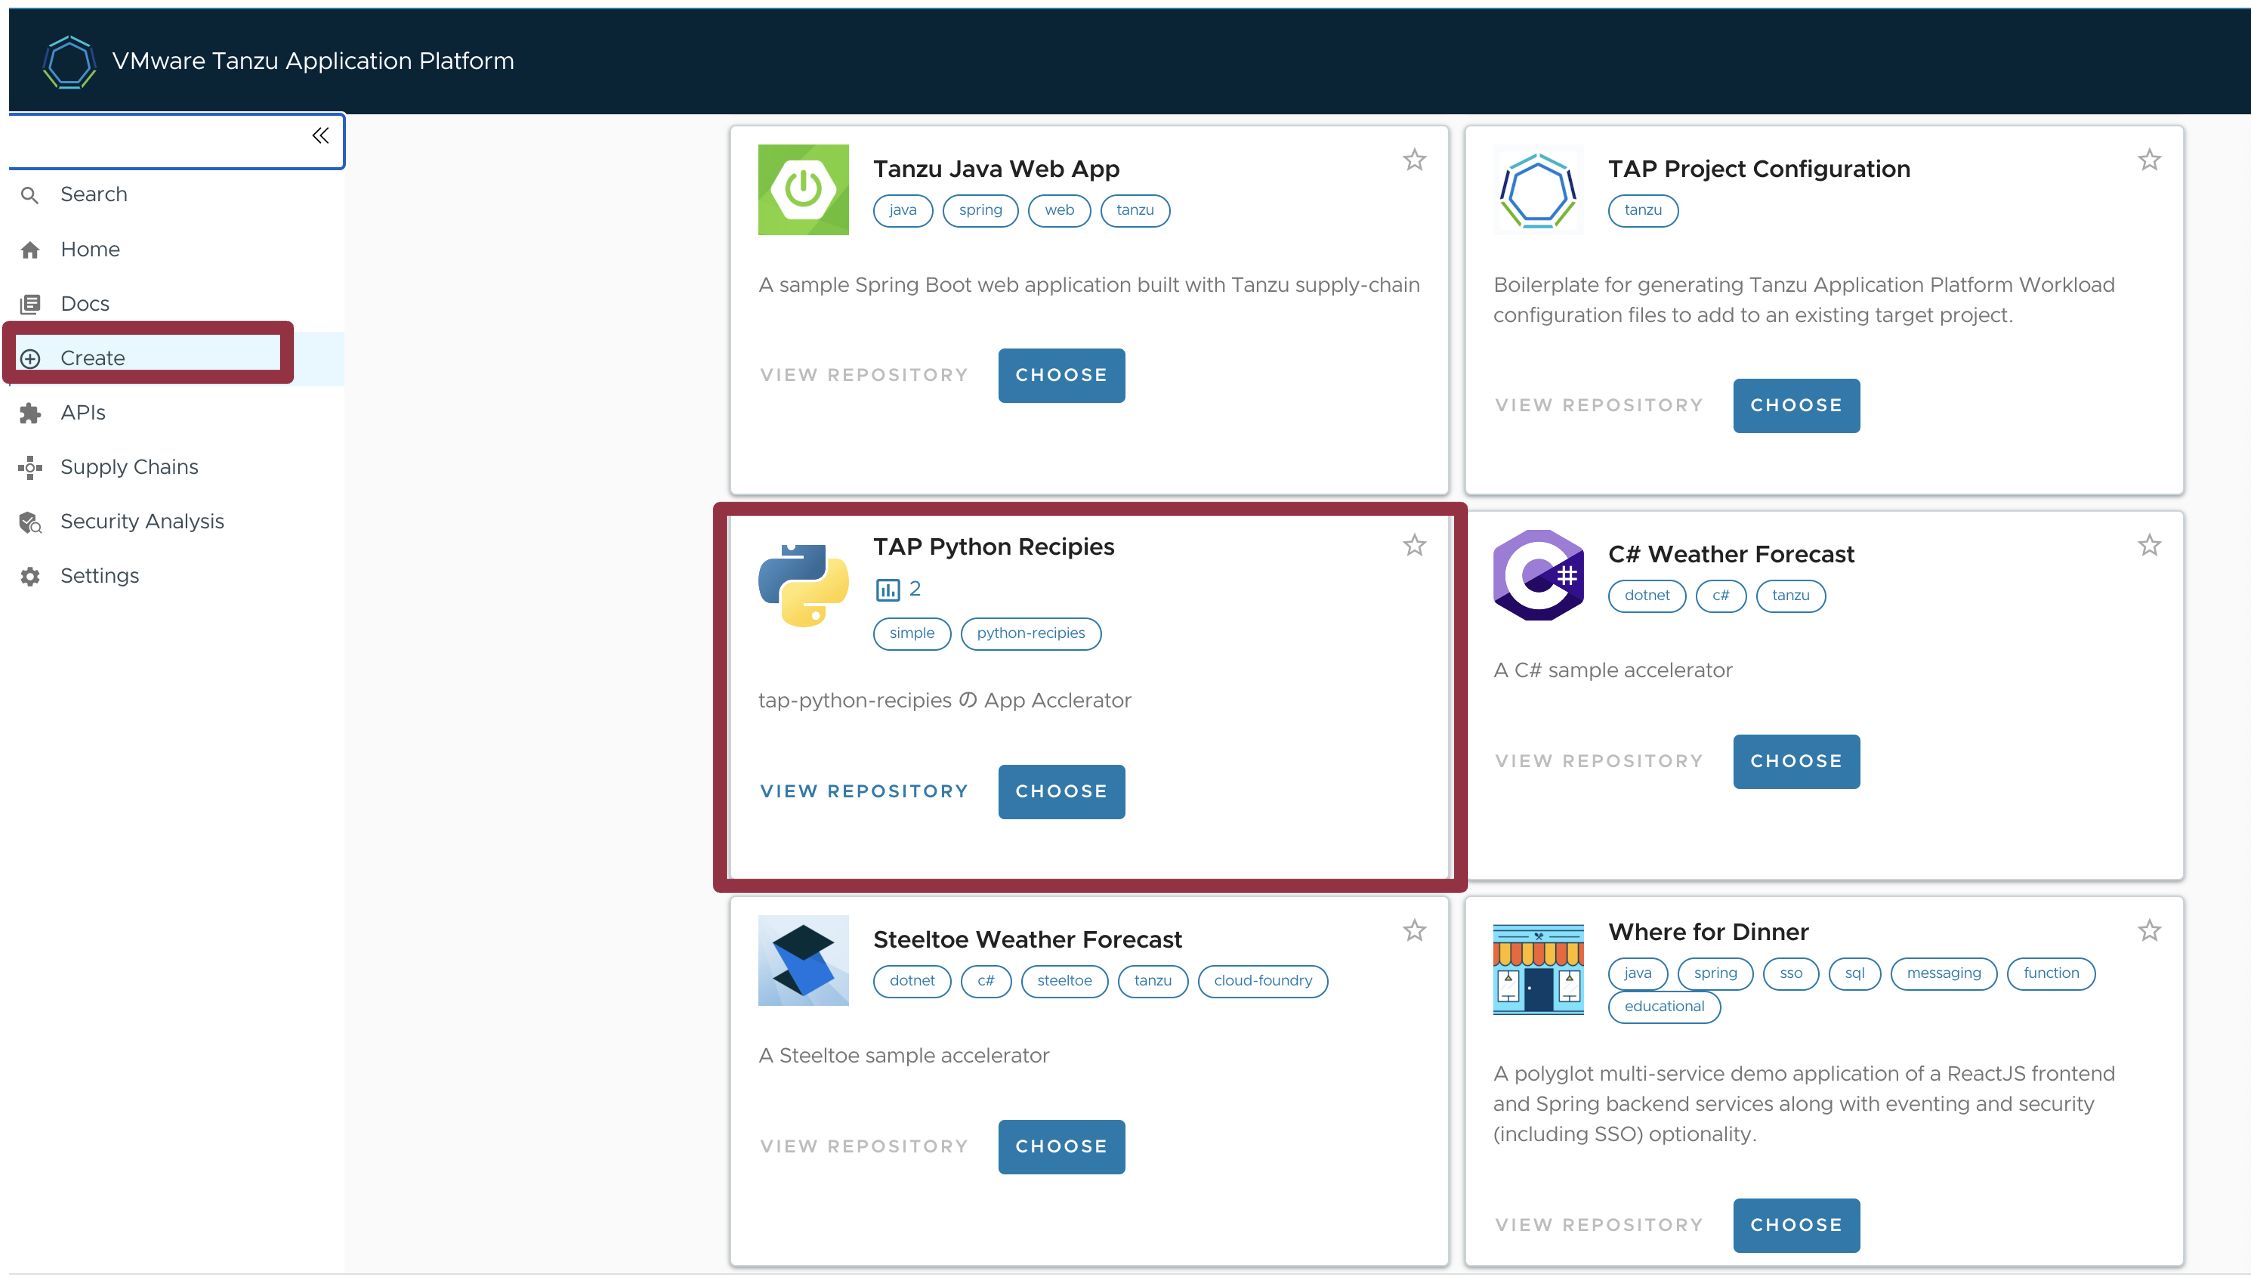 VMware Tanzu Application Platform
Search
Home
Docs
Create
APIs
Supply Chains
Security Analysis
Settings
Tanzu Java Web App
java spring web tanzu
A sample Spring Boot web application built with Tanzu supply-chain
VIEW REPOSITORY CHOOSE
TAP Project Configuration
tanzu
Boilerplate for generating Tanzu Application Platform Workload
configuration files to add to an existing target project.
VIEW REPOSITORY CHOOSE
TAP Python Recipies
2
simple python-recipies
tap-python-recipies の App Acclerator
VIEW REPOSITORY CHOOSE
C# Weather Forecast
dotnet c# tanzu
A C# sample accelerator
VIEW REPOSITORY CHOOSE
Steeltoe Weather Forecast
dotnet c# steeltoe tanzu cloud-foundry
A Steeltoe sample accelerator
VIEW REPOSITORY CHOOSE
Where for Dinner
java spring sso sql messaging function
educational
A polyglot multi-service demo application of a ReactJS frontend
and Spring backend services along with eventing and security
(including SSO) optionality.
VIEW REPOSITORY CHOOSE